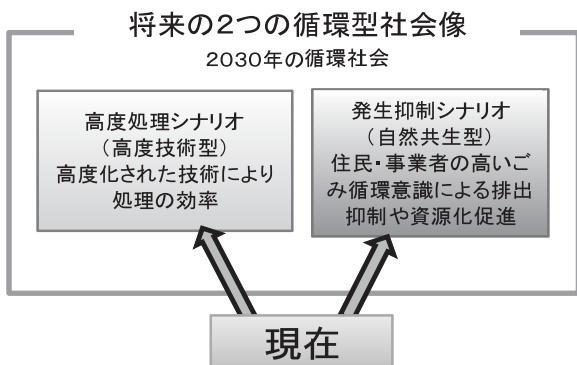 将来の2つの循環型社会像
2030年の循環社会
高度処理シナリオ
（高度技術型）
高度化された技術により
処理の効率
発生抑制シナリオ
（自然共生型）
住民・事業者の高いご
み循環意識による排出
抑制や資源化促進
現在